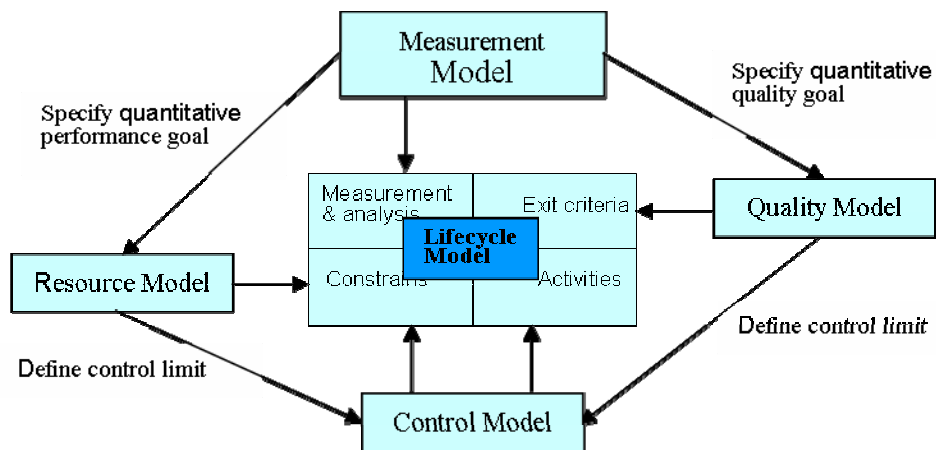 Measurement
Model
Specify quantitative
performance goal
Specify quantitative
quality goal
Measurement
& analysis
Exit criteria
Lifecycle
Model
Quality Model
Resource Model
Constrains
Activities
Define control limit
Define control limit
Control Model